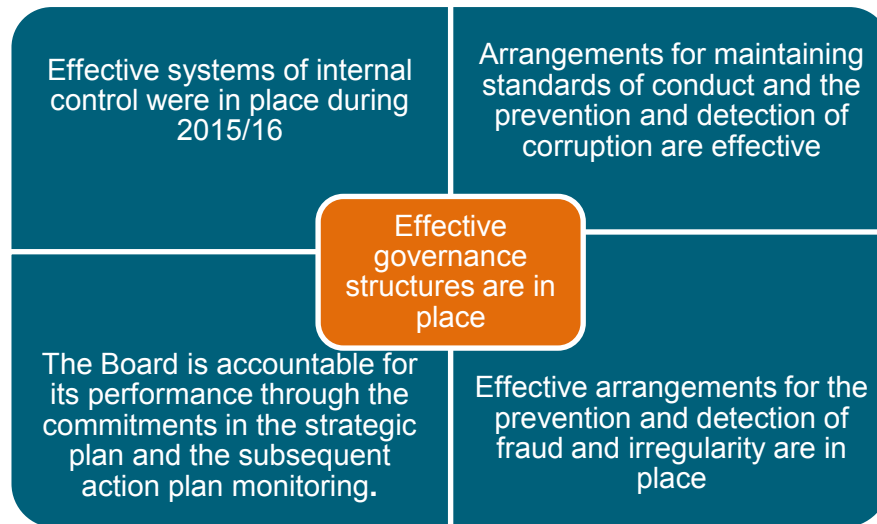 Effective systems of internal
control were in place during
2015/16
Arrangements for maintaining
standards of conduct and the
prevention and detection of
corruption are effective
Effective
governance
structures are in
place
The Board is accountable for
its performance through the
commitments in the strategic
plan and the subsequent
action plan monitoring.
Effective arrangements for the
prevention and detection of
fraud and irregularity are in
place